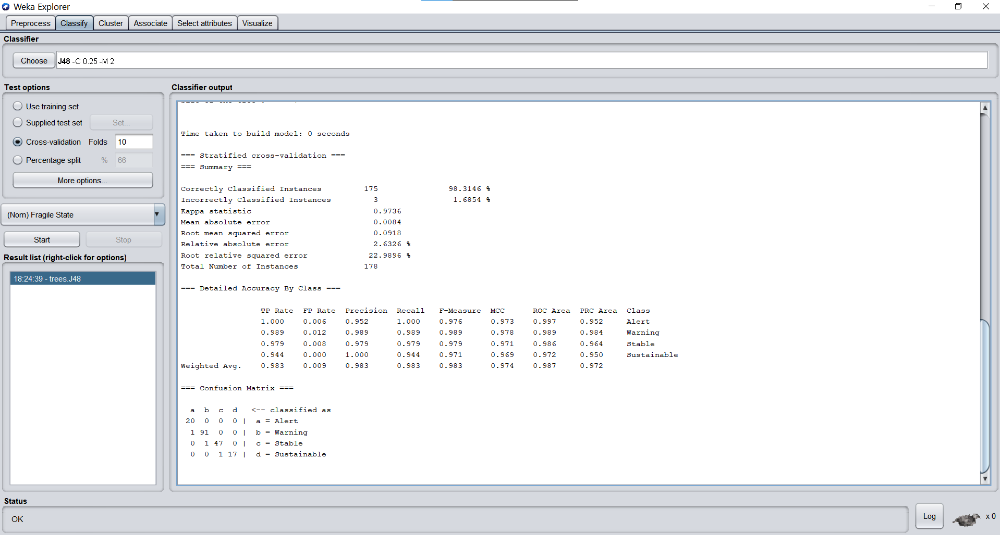 Weka Explorer
Preprocess Classify Cluster Associate Select attributes Visualize
Classifier
Choose J48 -C 0.25 -M 2
Test options
Use training set
Supplied test set Set...
Cross-validation Folds 10
Percentage split % 66
More options...
(Nom) Fragile State
Start Stop
Result list (right-click for options)
18:24:39 - trees.J48
Classifier output
Time taken to build model: 0 seconds
=== Stratified cross-validation ===
=== Summary ===
Correctly Classified Instances 175 98.3146 %
Incorrectly Classified Instances 3 1.6854 %
Kappa statistic 0.9736
Mean absolute error 0.0084
Root mean squared error 0.0918
Relative absolute error 2.6326 %
Root relative squared error 22.9896 %
Total Number of Instances 178
=== Detailed Accuracy By Class ===
TP Rate FP Rate Precision Recall F-Measure MCC ROC Area PRC Area Class
1.000 0.006 0.952 1.000 0.976 0.973 0.997 0.952 Alert
0.989 0.012 0.989 0.989 0.989 0.978 0.989 0.984 Warning
0.979 0.008 0.979 0.979 0.979 0.971 0.986 0.964 Stable
0.944 0.000 1.000 0.944 0.971 0.969 0.972 0.950 Sustainable
Weighted Avg. 0.983 0.009 0.983 0.983 0.983 0.974 0.987 0.972
=== Confusion Matrix ===
a b c d <-- classified as
20 0 0 0 | a = Alert
1 91 0 0 | b = Warning
0 1 47 0 | c = Stable
0 0 1 17 | d = Sustainable
Status
OK
Log x 0